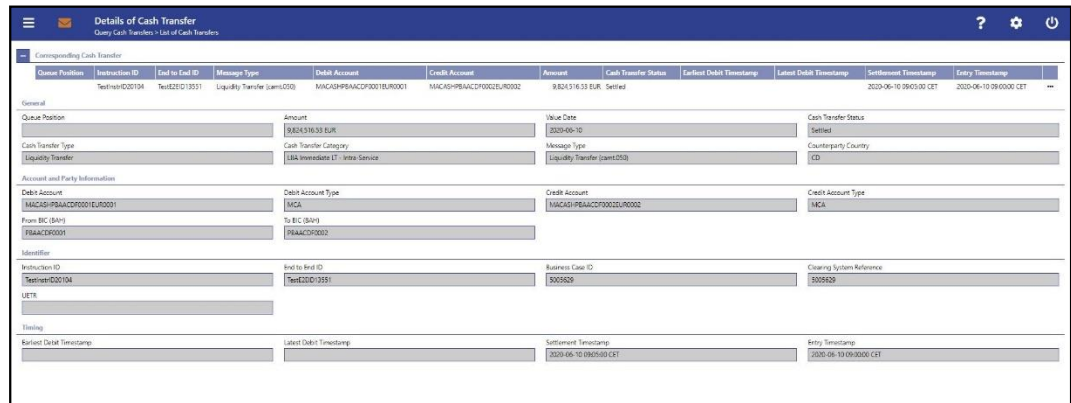 Details of Cash Transfer
Query Cash Transfers > List of Cash Transfers
Corresponding Cash Transfer
Queue Position Instruction ID End to End ID Message Type Debit Account Credit Account Amount Cash Transfer Status Earliest Debit Timestamp Latest Debit Timestamp Settlement Timestamp Entry Timestamp
TestInstrID20104 TestE2EID13551 Liquidity Transfer (camt.050) MACASHPBAACDF0001EUR0001 MACASHPBAACDF0002EUR0002 9,824,516.33 EUR Settled 2020-06-10 09:05:00 CET 2020-06-10 09:00:00 CET ...
General
Queue Position Amount Value Date Cash Transfer Status
9,824,516.33 EUR 2020-06-10 Settled
Cash Transfer Type Cash Transfer Category Message Type Counterparty Country
Liquidity Transfer LIIA Immediate LT - Intra-Service Liquidity Transfer (camt.050) CD
Account and Party Information
Debit Account Debit Account Type Credit Account Credit Account Type
MACASHPBAACDF0001EUR0001 MCA MACASHPBAACDF0002EUR0002 MCA
From BIC (BAH) To BIC (BAH)
PBAACDF0001 PBAACDF0002
Identifier
Instruction ID End to End ID Business Case ID Clearing System Reference
TestInstrID20104 TestE2EID13551 5005629 5005629
UETR
Timing
Earliest Debit Timestamp Latest Debit Timestamp Settlement Timestamp Entry Timestamp
2020-06-10 09:05:00 CET 2020-06-10 09:00:00 CET